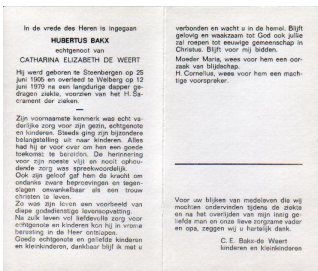 In de vrede des Heren is ingegaan
HUBERTUS BAKX
echtgenoot van
CATHARINA ELIZABETH DE WEERT
Hij werd geboren te Steenbergen op 25
juni 1905 en overleed te Welberg op 12
juni 1979 na een langdurige dapper ge-
dragen ziekte, voorzien van het H. Sa-
crament der zieken.
Zijn voornaamste kenmerk was echt va-
derlijke zorg voor zijn gezin, echtgenote
en kinderen. Steeds ging zijn bijzondere
belangstelling uit naar kinderen. Alles
had hij er voor over om hen een goede
toekomst te bereiden. De herinnering
voor zijn noeste vlijt en nooit ophou-
dende zorg was spreekwoordelijk.
Ook zijn geloof gaf hem de kracht om
ondanks zware beproevingen en tegen-
slagen onwankelbaar als een trouw
christen te leven.
Zo was zijn leven een voorbeeld van
diepe godsdienstige levensopvatting.
Na zulk leven vol liefdevolle zorg voor
echtgenote en kinderen kon hij in vrome
berusting in de Heer ontslapen.
Goede echtgenote en geliefde kinderen
en kleinkinderen, dankbaar blijf ik met u
verbonden en wacht u in de hemel. Blijft
gelovig en waakzaam tot God ook jullie
zal roepen tot eeuwige gemeenschap in
Christus. Blijft voor mij bidden.
Moeder Maria, wees voor hem een oor-
zaak van blijdschap.
H. Cornelius, wees voor hem een mach-
tige voorspreker.
Voor uw blijken van medeleven die wij
mochten ondervinden tijdens de ziekte
en na het overlijden van mijn innig ge-
liefde man en onze lieve zorgzame vader
en opa, zeggen wij u hartelijk dank.
C. E. Bakx-de Weert
kinderen en kleinkinderen